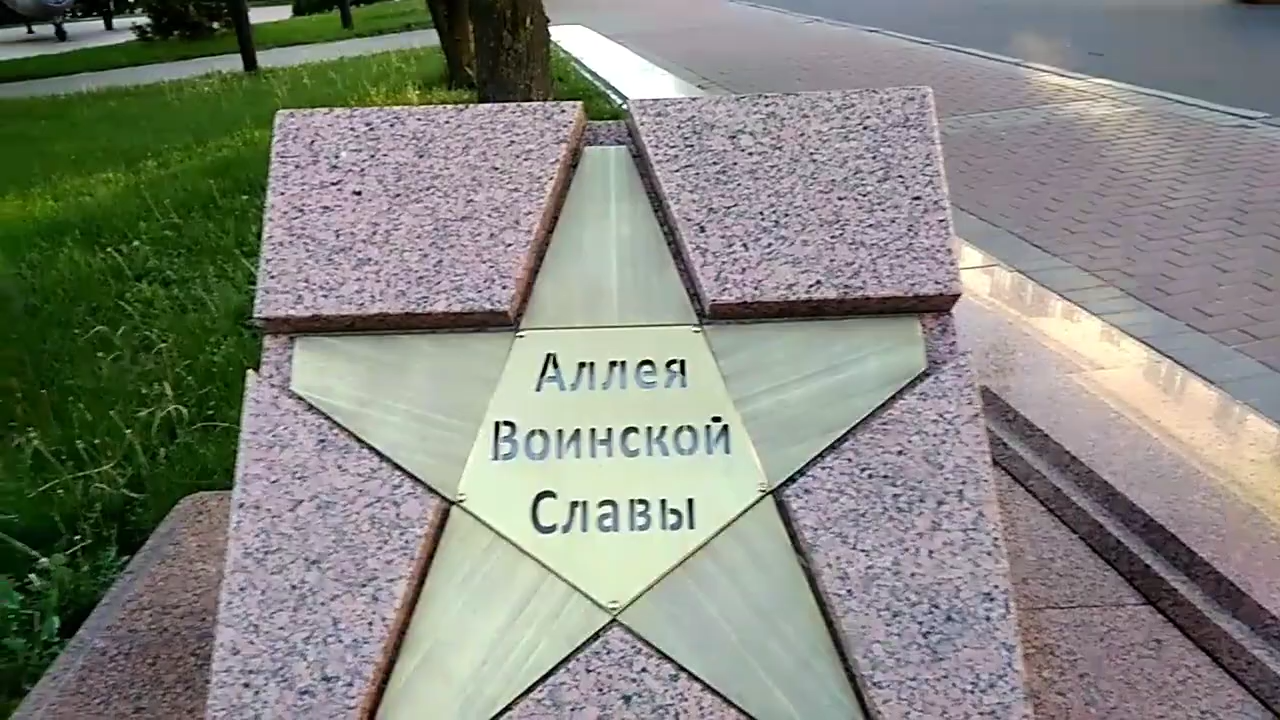 Аллея
Воинской
Славы